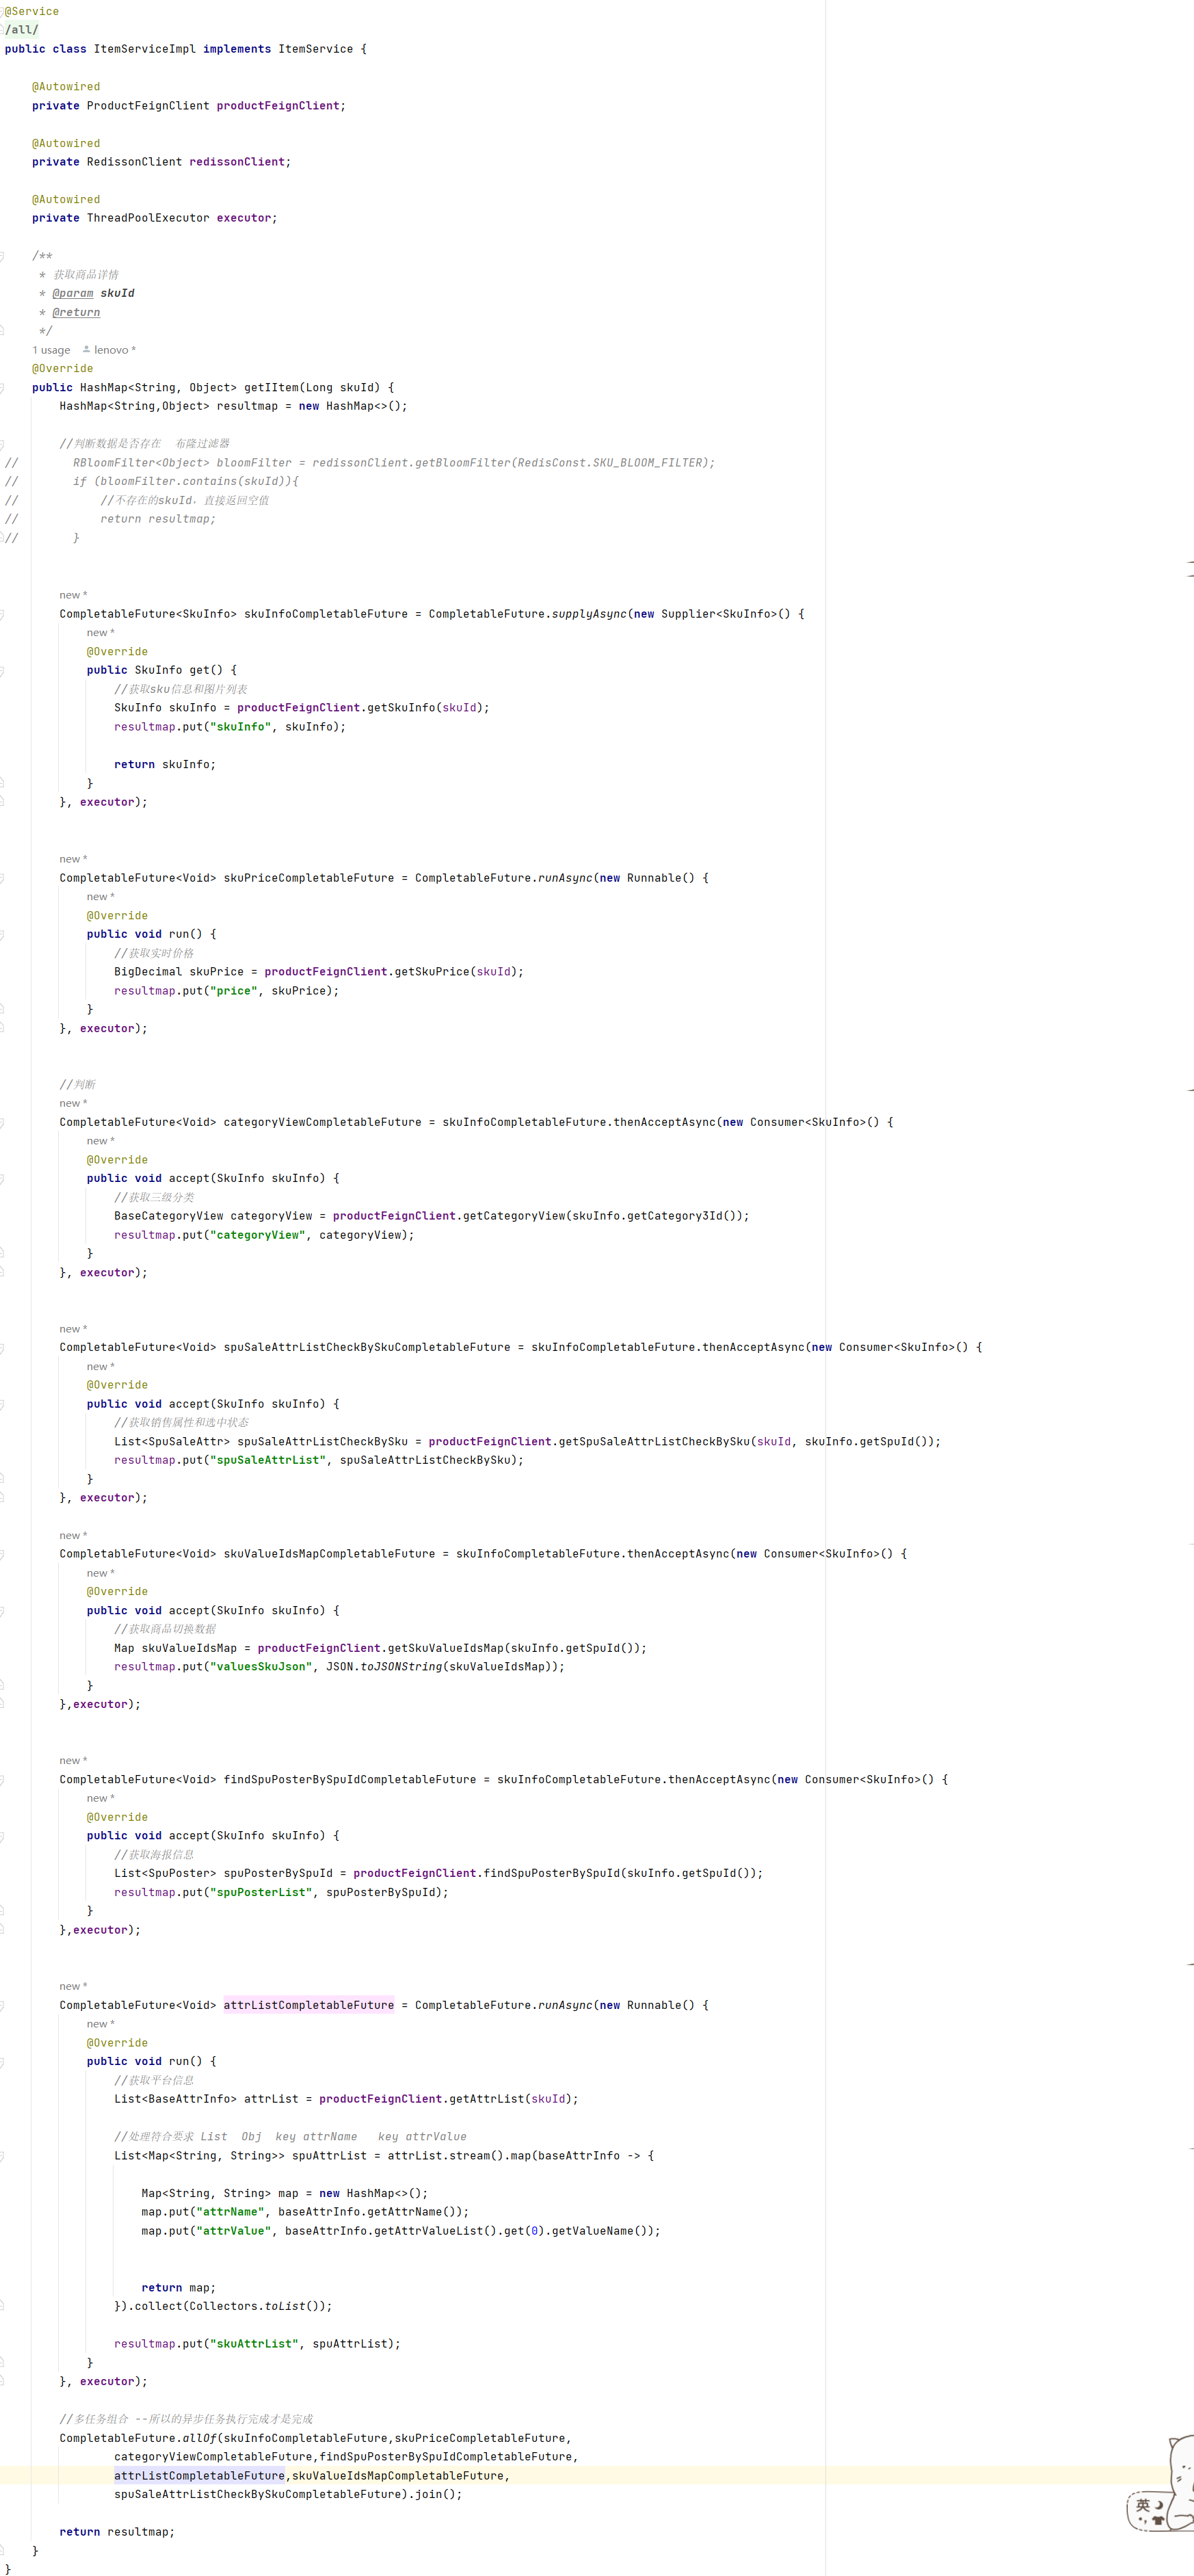 @Service
/all/
public class ItemServiceImpl implements ItemService {
@Autowired
private ProductFeignClient productFeignClient;
@Autowired
private RedissonClient redissonClient;
@Autowired
private ThreadPoolExecutor executor;
/**
* 获取商品详情
* @param skuId
* @return
*/
1 usage lenovo *
@Override
public HashMap<String, Object> getIItem(Long skuId) {
HashMap<String,Object> resultmap = new HashMap<>();
//判断数据是否存在 布隆过滤器
// RBloomFilter<Object> bloomFilter = redissonClient.getBloomFilter(RedisConst.SKU_BLOOM_FILTER);
// if (bloomFilter.contains(skuId)){
// //不存在的skuId，直接返回空值
// return resultmap;
// }
new *
CompletableFuture<SkuInfo> skuInfoCompletableFuture = CompletableFuture.supplyAsync(new Supplier<SkuInfo>() {
new *
@Override
public SkuInfo get() {
//获取sku信息和图片列表
SkuInfo skuInfo = productFeignClient.getSkuInfo(skuId);
resultmap.put("skuInfo", skuInfo);
return skuInfo;
}
}, executor);
new *
CompletableFuture<Void> skuPriceCompletableFuture = CompletableFuture.runAsync(new Runnable() {
new *
@Override
public void run() {
//获取实时价格
BigDecimal skuPrice = productFeignClient.getSkuPrice(skuId);
resultmap.put("price", skuPrice);
}
}, executor);
//判断
new *
CompletableFuture<Void> categoryViewCompletableFuture = skuInfoCompletableFuture.thenAcceptAsync(new Consumer<SkuInfo>() {
new *
@Override
public void accept(SkuInfo skuInfo) {
//获取三级分类
BaseCategoryView categoryView = productFeignClient.getCategoryView(skuInfo.getCategory3Id());
resultmap.put("categoryView", categoryView);
}
}, executor);
new *
CompletableFuture<Void> spuSaleAttrListCheckBySkuCompletableFuture = skuInfoCompletableFuture.thenAcceptAsync(new Consumer<SkuInfo>() {
new *
@Override
public void accept(SkuInfo skuInfo) {
//获取销售属性和选中状态
List<SpuSaleAttr> spuSaleAttrListCheckBySku = productFeignClient.getSpuSaleAttrListCheckBySku(skuId, skuInfo.getSpuId());
resultmap.put("spuSaleAttrList", spuSaleAttrListCheckBySku);
}
}, executor);
new *
CompletableFuture<Void> skuValueIdsMapCompletableFuture = skuInfoCompletableFuture.thenAcceptAsync(new Consumer<SkuInfo>() {
new *
@Override
public void accept(SkuInfo skuInfo) {
//获取商品切换数据
Map skuValueIdsMap = productFeignClient.getSkuValueIdsMap(skuInfo.getSpuId());
resultmap.put("valuesSkuJson", JSON.toJSONString(skuValueIdsMap));
}
},executor);
new *
CompletableFuture<Void> findSpuPosterBySpuIdCompletableFuture = skuInfoCompletableFuture.thenAcceptAsync(new Consumer<SkuInfo>() {
new *
@Override
public void accept(SkuInfo skuInfo) {
//获取海报信息
List<SpuPoster> spuPosterBySpuId = productFeignClient.findSpuPosterBySpuId(skuInfo.getSpuId());
resultmap.put("spuPosterList", spuPosterBySpuId);
}
},executor);
new *
CompletableFuture<Void> attrListCompletableFuture = CompletableFuture.runAsync(new Runnable() {
new *
@Override
public void run() {
//获取平台信息
List<BaseAttrInfo> attrList = productFeignClient.getAttrList(skuId);
//处理符合要求 List Obj key attrName key attrValue
List<Map<String, String>> spuAttrList = attrList.stream().map(baseAttrInfo -> {
Map<String, String> map = new HashMap<>();
map.put("attrName", baseAttrInfo.getAttrName());
map.put("attrValue", baseAttrInfo.getAttrValueList().get(0).getValueName());
return map;
}).collect(Collectors.toList());
resultmap.put("skuAttrList", spuAttrList);
}
}, executor);
//多任务组合 --所以的异步任务执行完成才是完成
CompletableFuture.allOf(skuInfoCompletableFuture,skuPriceCompletableFuture,
categoryViewCompletableFuture,findSpuPosterBySpuIdCompletableFuture,
attrListCompletableFuture,skuValueIdsMapCompletableFuture,
spuSaleAttrListCheckBySkuCompletableFuture).join();
英
return resultmap;
}
}